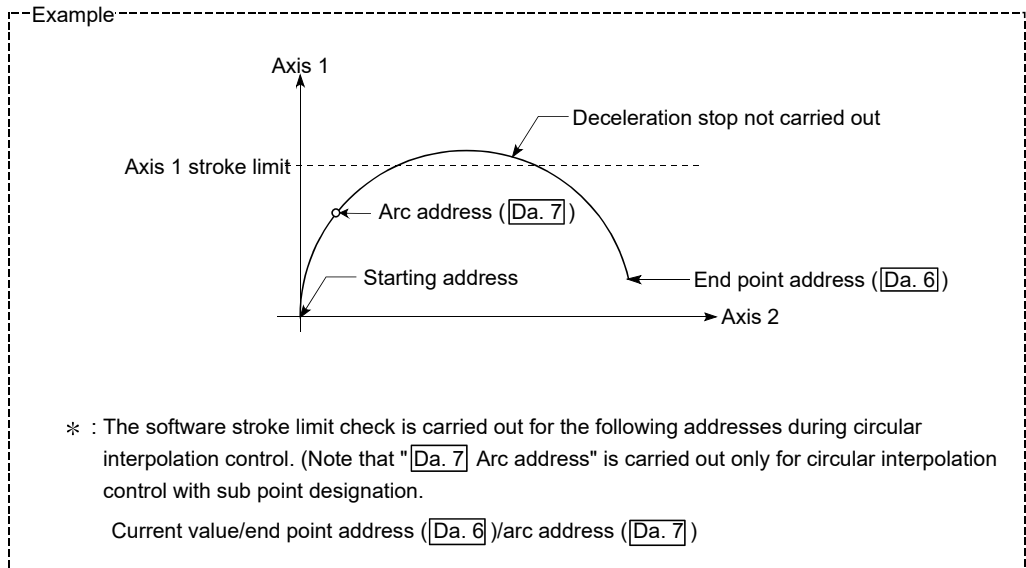 Example
Axis 1
Deceleration stop not carried out
Axis 1 stroke limit
Arc address (Da. 7)
Starting address
End point address (Da. 6)
Axis 2
* : The software stroke limit check is carried out for the following addresses during circular
interpolation control. (Note that "Da. 7 Arc address" is carried out only for circular interpolation
control with sub point designation.
Current value/end point address (Da. 6)/arc address (Da. 7)